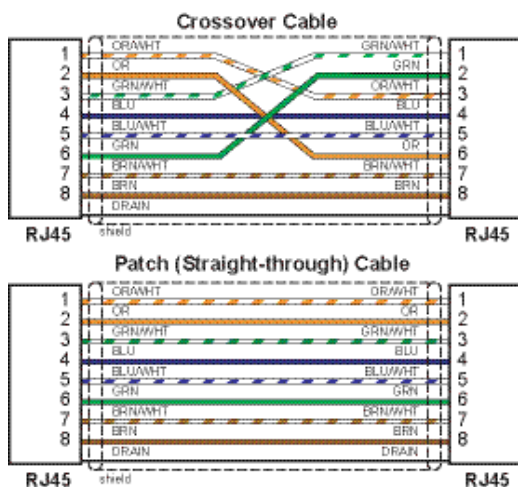 Crossover Cable
OR/WHT GRN/WHT
1 1
OR GRN
2 2
GRN/WHT OR/WHT
3 3
BLU BLU
4 4
BLU/WHT BLU/WHT
5 5
GRN OR
6 6
BRN/WHT BRN/WHT
7 7
BRN BRN
8 8
DRAIN
RJ45 shield RJ45
Patch (Straight-through) Cable
OR/WHT OR/WHT
1 1
OR OR
2 2
GRN/WHT GRN/WHT
3 3
BLU BLU
4 4
BLU/WHT BLU/WHT
5 5
GRN GRN
6 6
BRN/WHT BRN/WHT
7 7
BRN BRN
8 8
DRAIN DRAIN
RJ45 shield RJ45